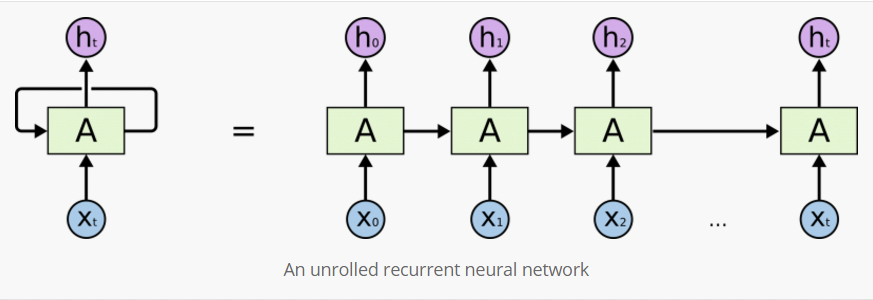 hₜ h₀ h₁ h₂ hₜ
A = A A A A
xₜ x₀ x₁ x₂ ... xₜ
An unrolled recurrent neural network